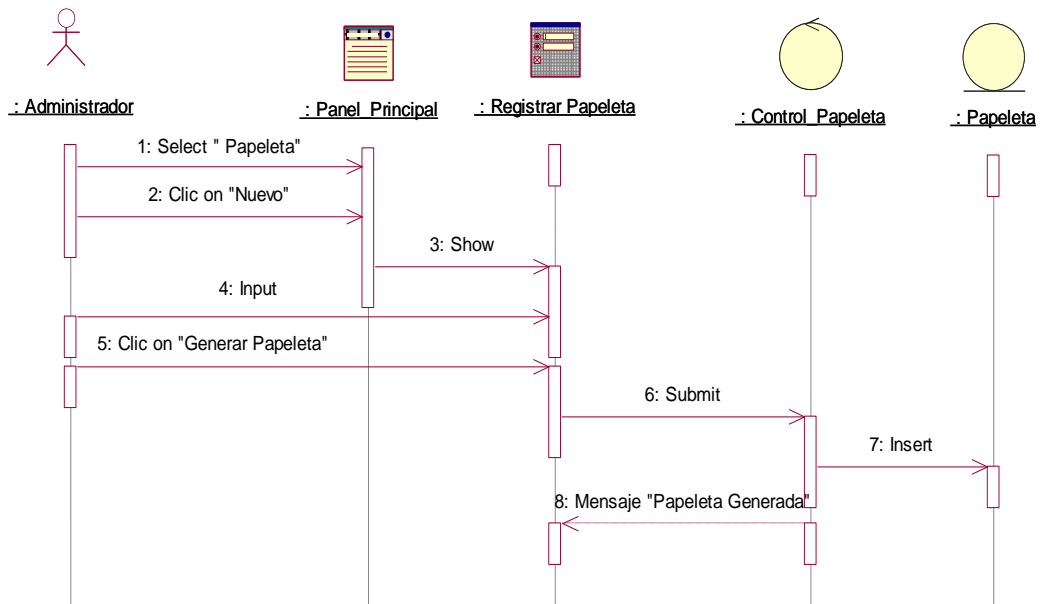 : Administrador
: Panel_Principal
: Registrar Papeleta
: Control_Papeleta
: Papeleta
1: Select " Papeleta"
2: Clic on "Nuevo"
3: Show
4: Input
5: Clic on "Generar Papeleta"
6: Submit
7: Insert
8: Mensaje "Papeleta Generada"